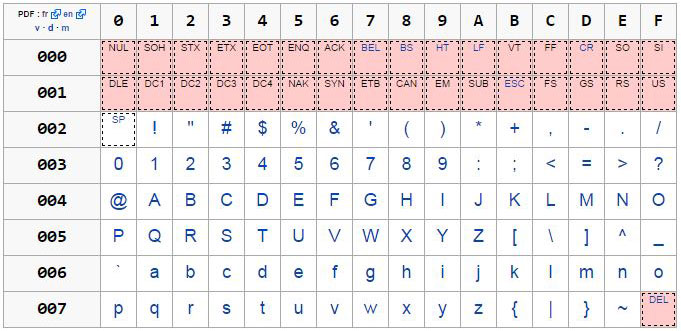 PDF : fr en 0 1 2 3 4 5 6 7 8 9 A B C D E F
v · d · m
000 NUL SOH STX ETX EOT ENQ ACK BEL BS HT LF VT FF CR SO SI
001 DLE DC1 DC2 DC3 DC4 NAK SYN ETB CAN EM SUB ESC FS GS RS US
002 SP ! " # $ % & ' ( ) * + , - . /
003 0 1 2 3 4 5 6 7 8 9 : ; < = > ?
004 @ A B C D E F G H I J K L M N O
005 P Q R S T U V W X Y Z [ \ ] ^ _
006 ` a b c d e f g h i j k l m n o
007 p q r s t u v w x y z { | } ~ DEL